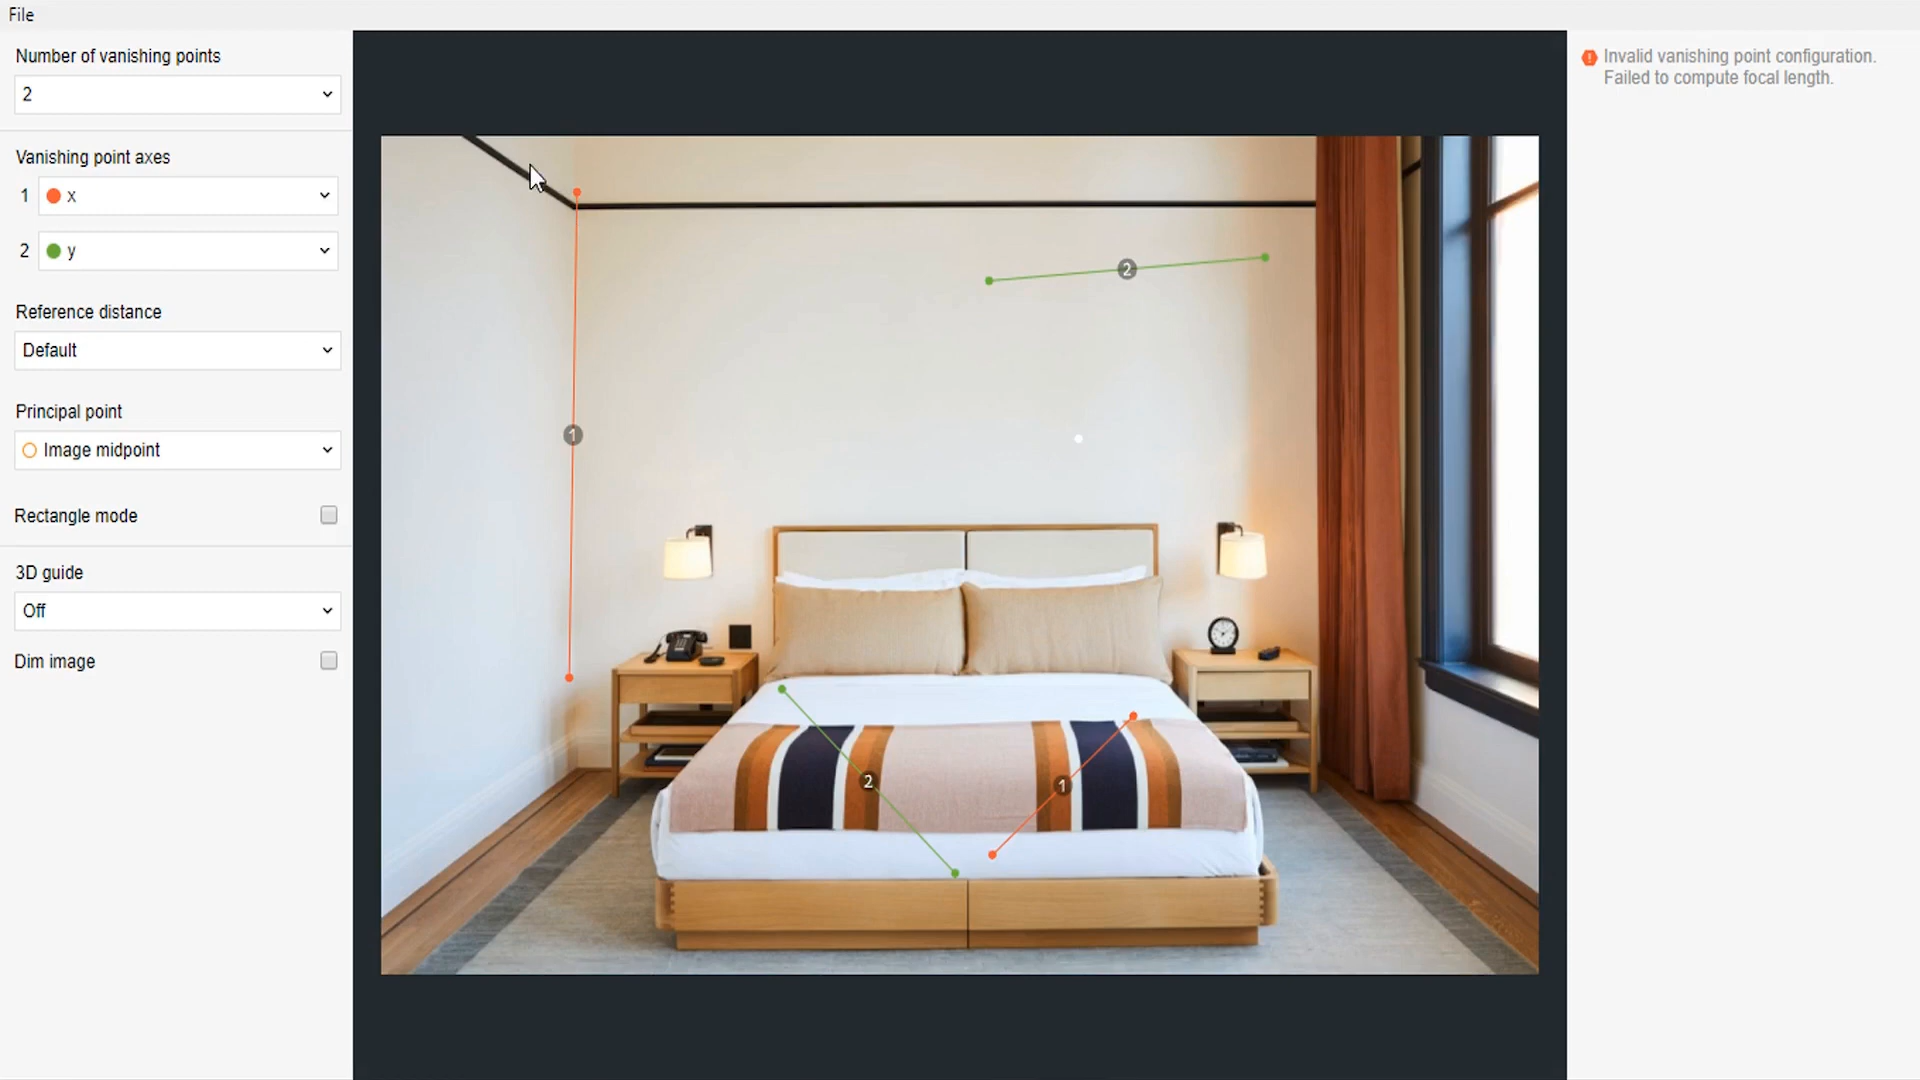 File
Number of vanishing points
2
Vanishing point axes
1 x
2 y
Reference distance
Default
Principal point
Image midpoint
Rectangle mode
3D guide
Off
Dim image
2
1
2
1
Invalid vanishing point configuration.
Failed to compute focal length.